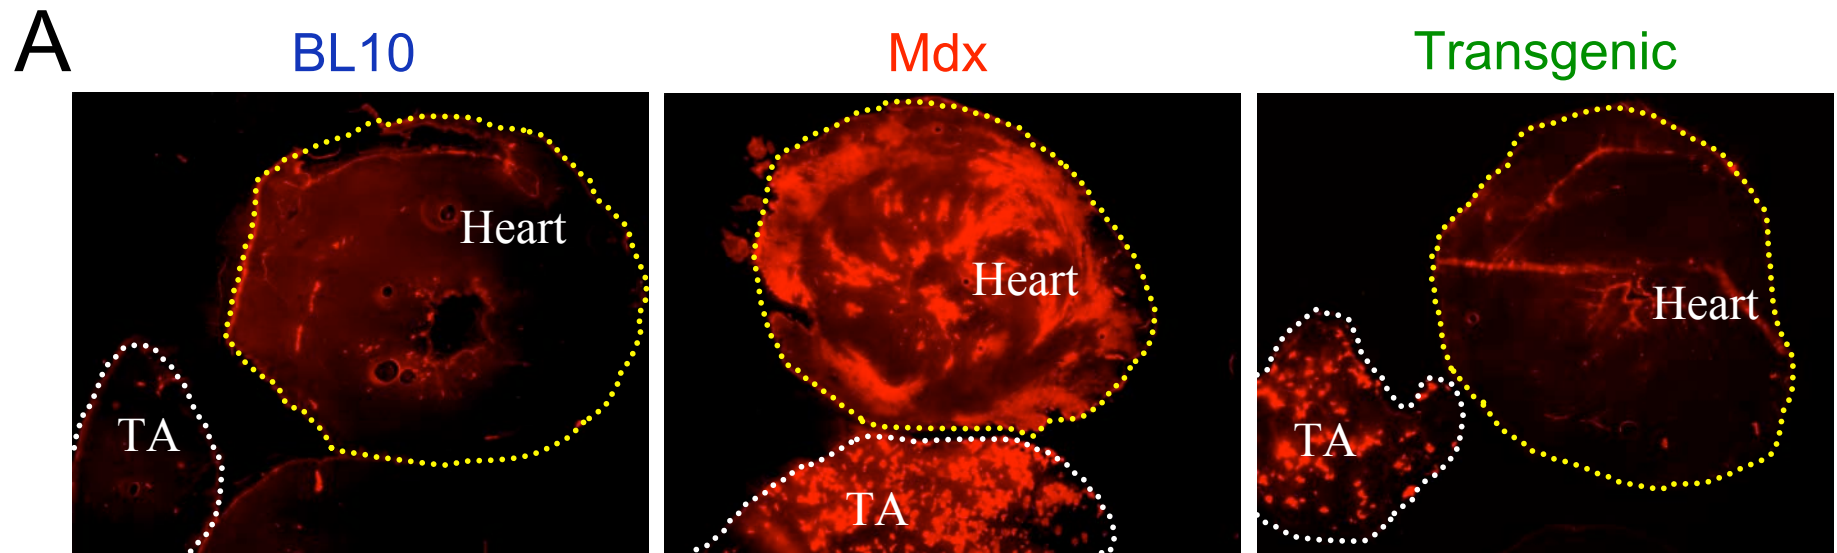 A
BL10 Mdx Transgenic
Heart Heart Heart
TA TA TA